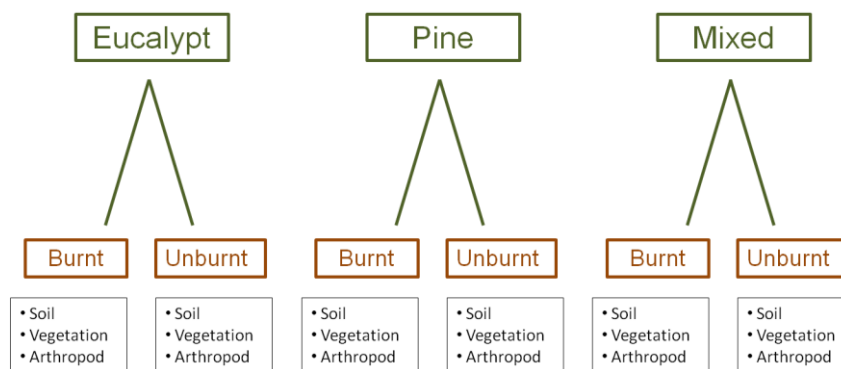 Eucalypt
Pine
Mixed
Burnt
Unburnt
Burnt
Unburnt
Burnt
Unburnt
• Soil
• Vegetation
• Arthropod
• Soil
• Vegetation
• Arthropod
• Soil
• Vegetation
• Arthropod
• Soil
• Vegetation
• Arthropod
• Soil
• Vegetation
• Arthropod
• Soil
• Vegetation
• Arthropod